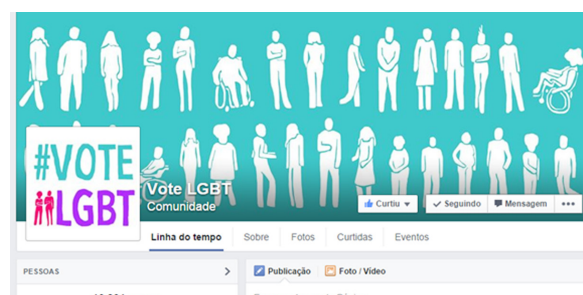 #VOTE
LGBT
Vote LGBT
Comunidade
Curtiu
Seguindo
Mensagem
Linha do tempo
Sobre
Fotos
Curtidas
Eventos
PESSOAS
Publicação
Foto / Vídeo